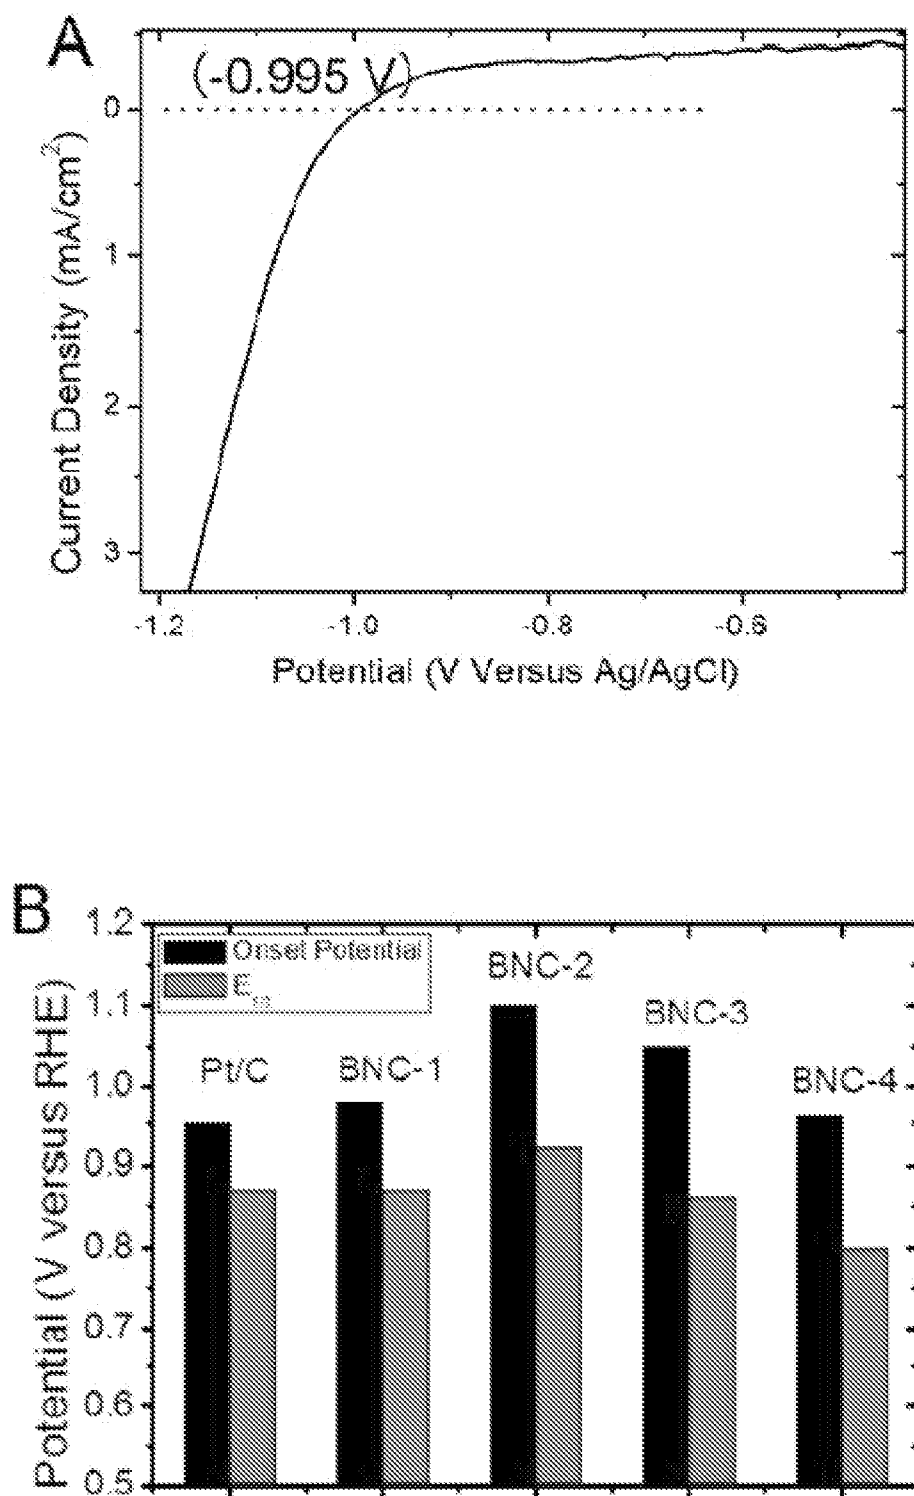 A
(-0.995 V)
0
1
2
3
Current Density (mA/cm²)
-1.2
-1.0
-0.8
-0.6
Potential (V Versus Ag/AgCl)
B
1.2
1.1
1.0
0.9
0.8
0.7
0.6
0.5
Potential (V versus RHE)
Onset Potential
E1/2
Pt/C
BNC-1
BNC-2
BNC-3
BNC-4